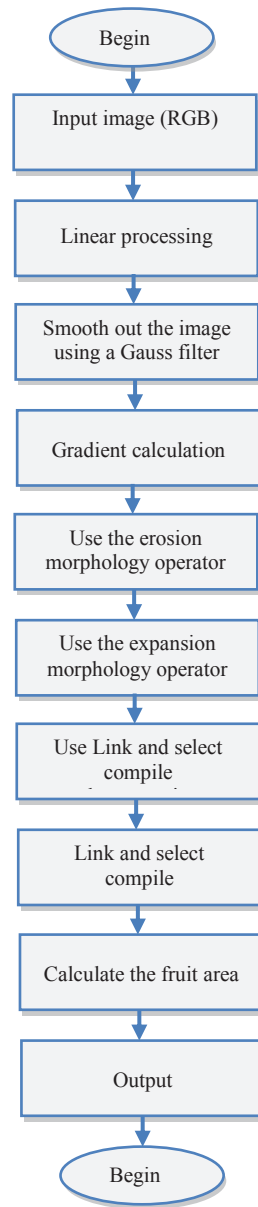 Begin
Input image (RGB)
Linear processing
Smooth out the image
using a Gauss filter
Gradient calculation
Use the erosion
morphology operator
Use the expansion
morphology operator
Use Link and select
compile
Link and select
compile
Calculate the fruit area
Output
Begin